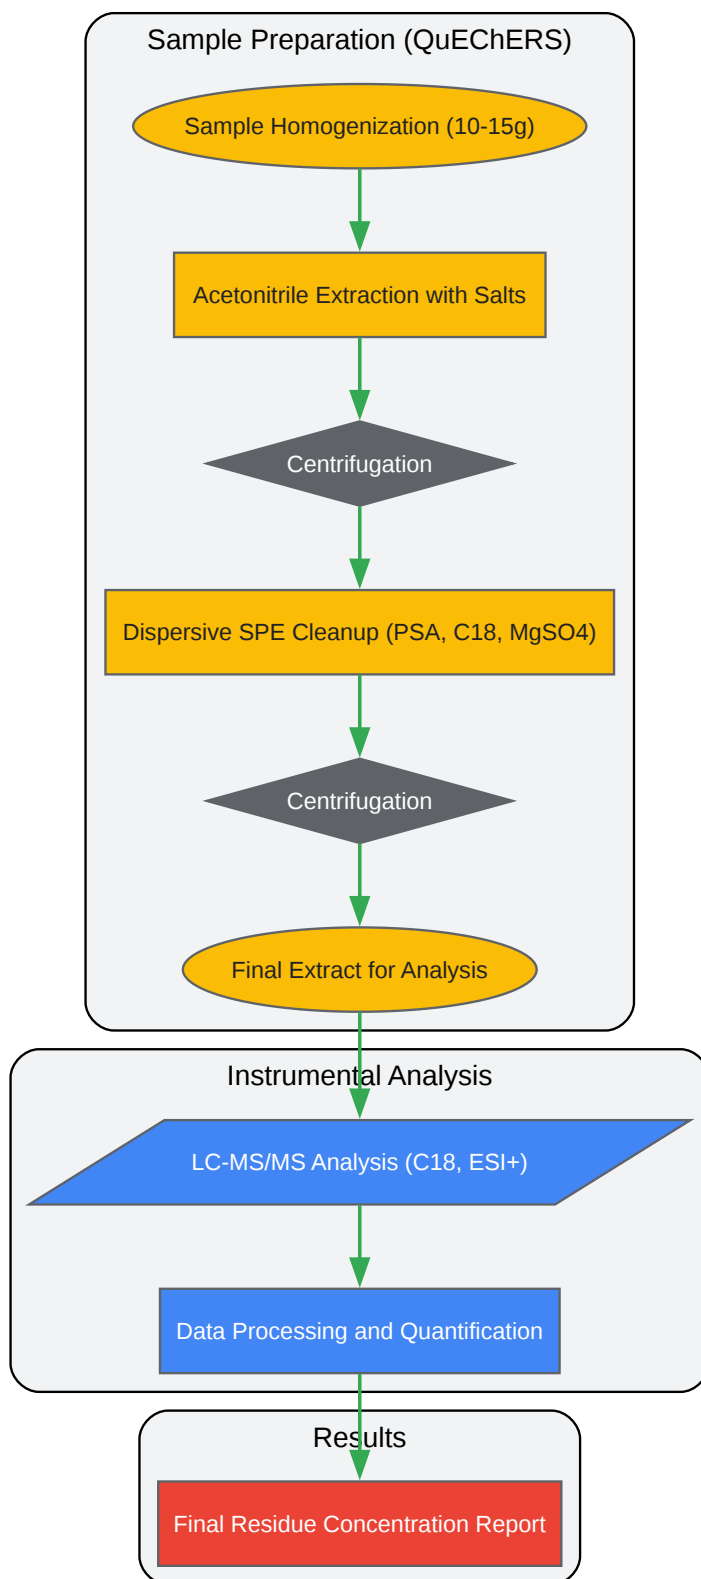 Sample Preparation (QuEChERS)
Sample Homogenization (10-15g)
Acetonitrile Extraction with Salts
Centrifugation
Dispersive SPE Cleanup (PSA, C18, MgSO4)
Centrifugation
Final Extract for Analysis
Instrumental Analysis
LC-MS/MS Analysis (C18, ESI+)
Data Processing and Quantification
Results
Final Residue Concentration Report